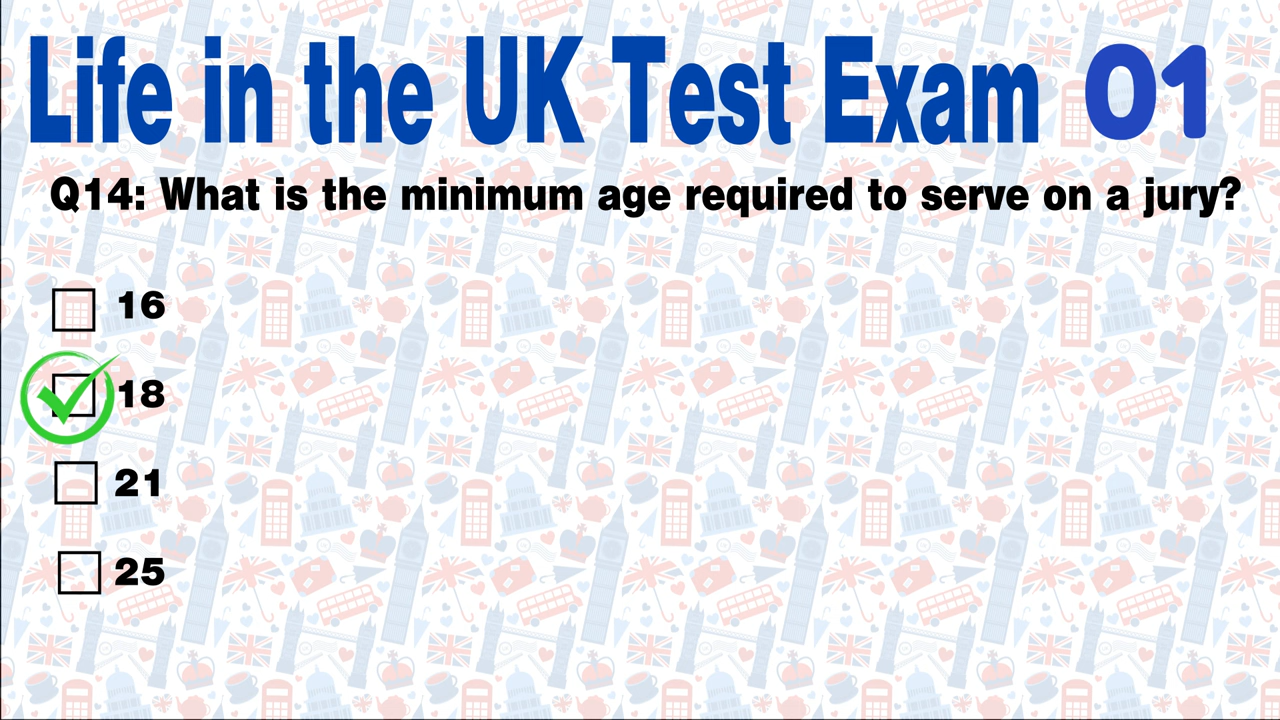 Life in the UK Test Exam 01
Q14: What is the minimum age required to serve on a jury?
16
18
21
25